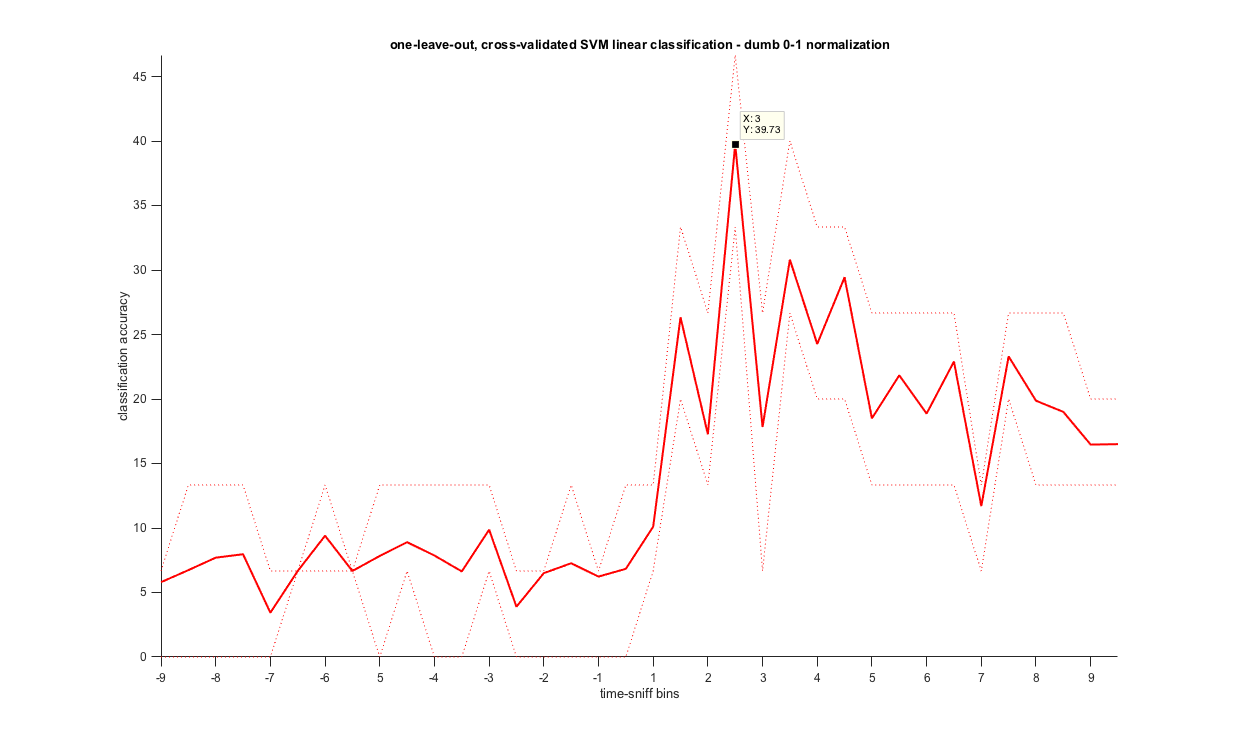 one-leave-out, cross-validated SVM linear classification - dumb 0-1 normalization
45
X: 3
Y: 39.73
40
35
30
25
20
15
10
5
0
classification accuracy
-9 -8 -7 -6 5 -4 -3 -2 -1 1 2 3 4 5 6 7 8 9
time-sniff bins